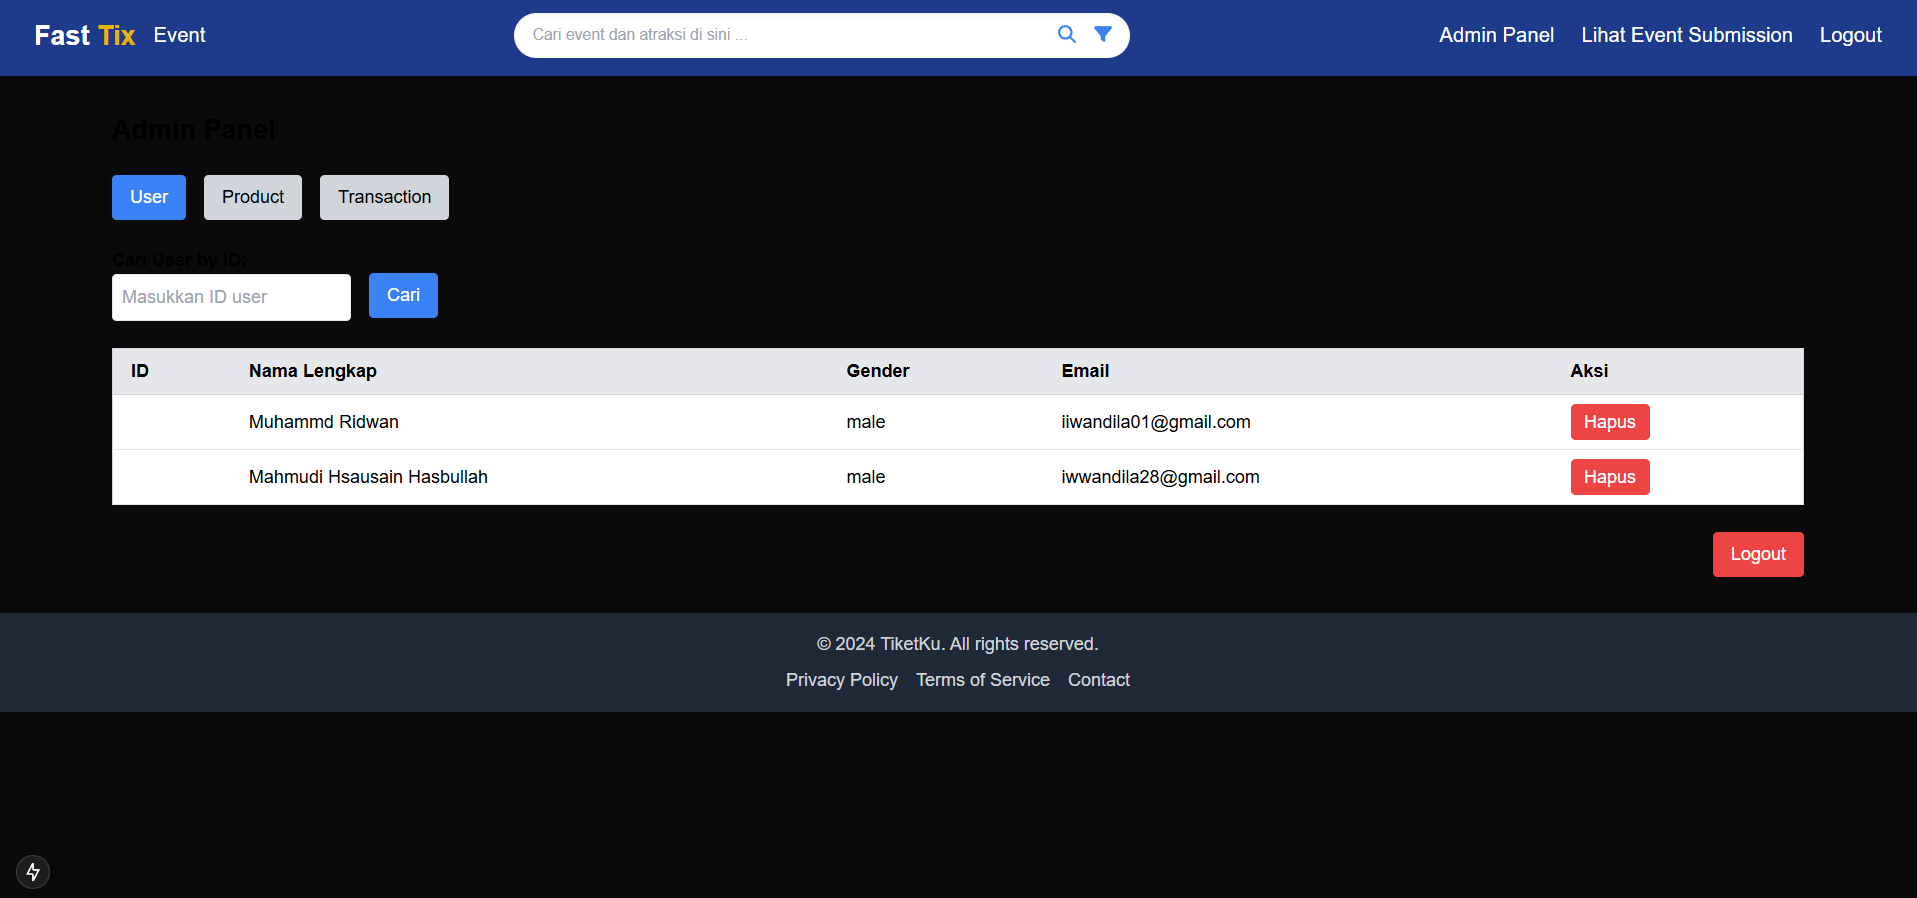 Fast Tix Event Cari event dan atraksi di sini ... Admin Panel Lihat Event Submission Logout
Admin Panel
User Product Transaction
Cari User by ID:
Masukkan ID user Cari
ID Nama Lengkap Gender Email Aksi
Muhammd Ridwan male iiwandila01@gmail.com Hapus
Mahmudi Hsausain Hasbullah male iwwandila28@gmail.com Hapus
Logout
© 2024 TiketKu. All rights reserved.
Privacy Policy Terms of Service Contact